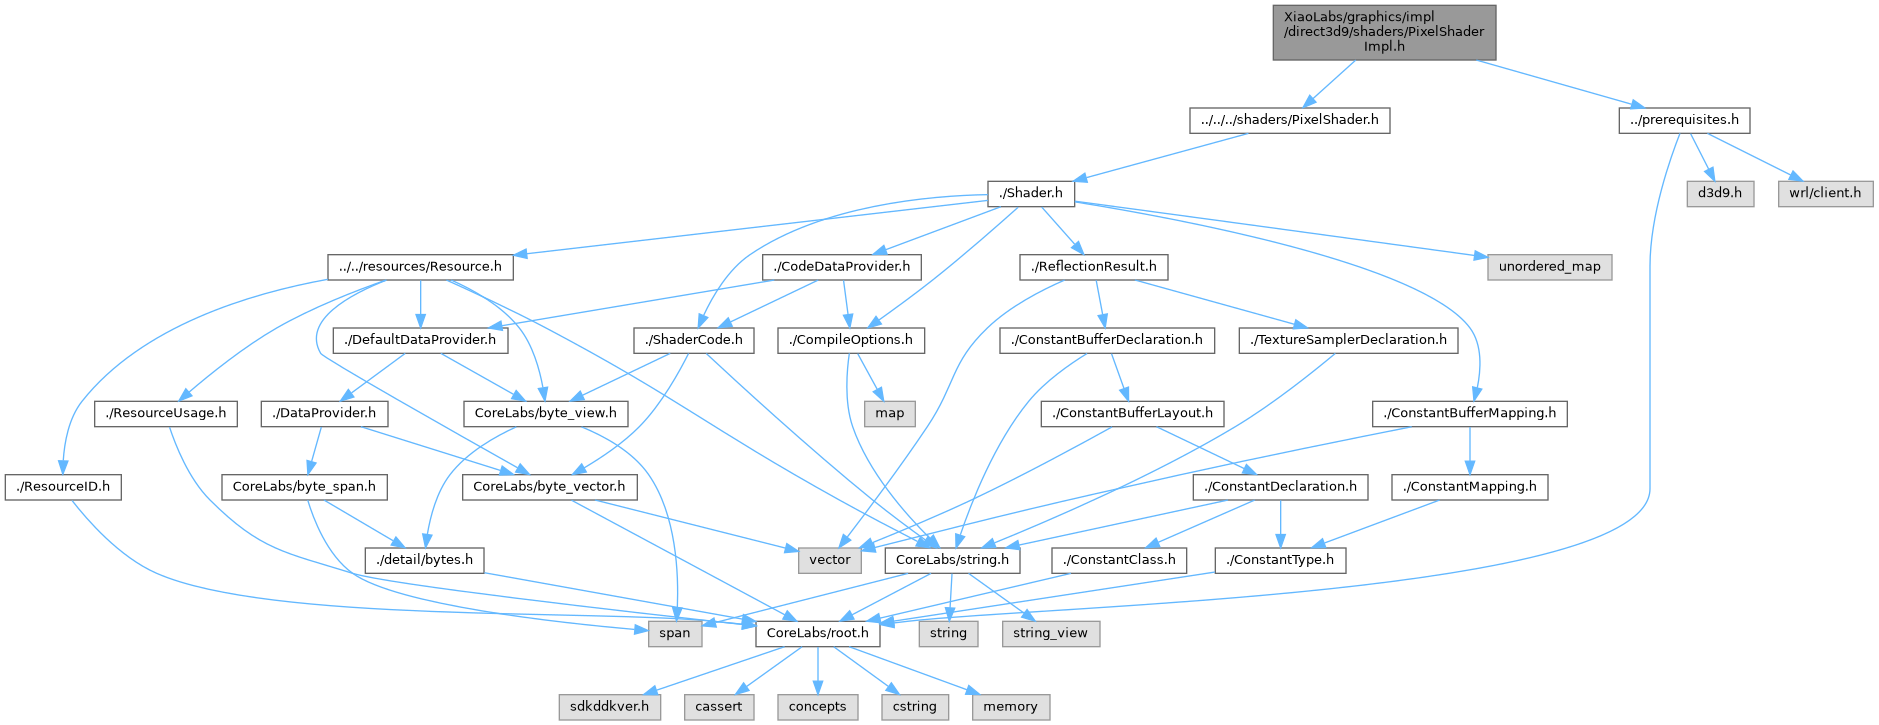 XiaoLabs/graphics/impl
/direct3d9/shaders/PixelShader
Impl.h
../../../shaders/PixelShader.h
../prerequisites.h
./Shader.h
d3d9.h
wrl/client.h
../../resources/Resource.h
./CodeDataProvider.h
./ReflectionResult.h
unordered_map
./DefaultDataProvider.h
./ShaderCode.h
./CompileOptions.h
./ConstantBufferDeclaration.h
./TextureSamplerDeclaration.h
./ResourceUsage.h
./DataProvider.h
CoreLabs/byte_view.h
map
./ConstantBufferLayout.h
./ConstantBufferMapping.h
./ResourceID.h
CoreLabs/byte_span.h
CoreLabs/byte_vector.h
./ConstantDeclaration.h
./ConstantMapping.h
./detail/bytes.h
vector
CoreLabs/string.h
./ConstantClass.h
./ConstantType.h
span
CoreLabs/root.h
string
string_view
sdkddkver.h
cassert
concepts
cstring
memory